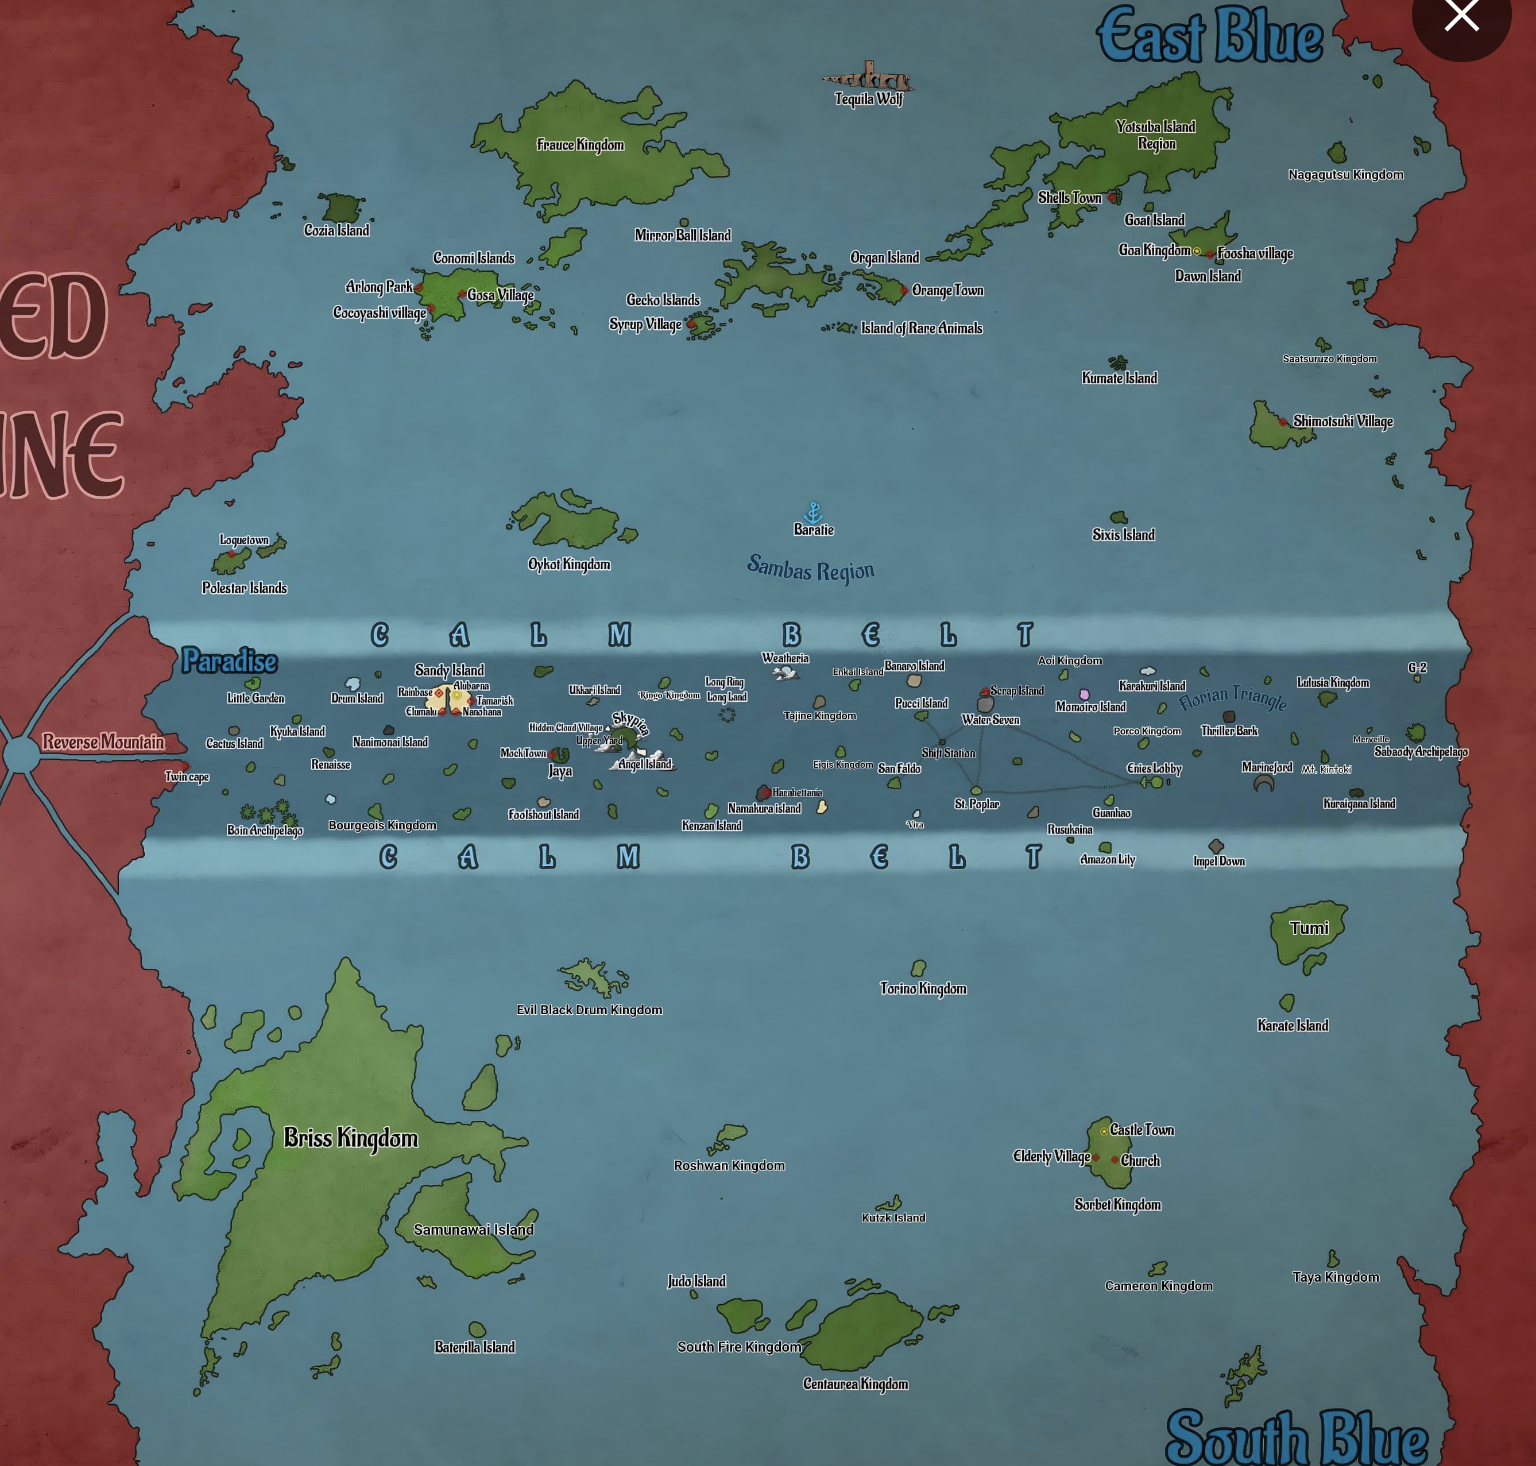 East Blue
Tequila Wolf
Frauce Kingdom
Yotsuba Island
Region
Nagagutsu Kingdom
Shells Town
Goat Island
Cozia Island
Mirror Ball Island
Goa Kingdom
Foosha village
Dawn Island
Conomi Islands
Organ Island
Arlong Park
Gosa Village
Orange Town
Cocoyashi village
Gecko Islands
Syrup Village
Island of Rare Animals
ED
Saatsuruzo Kingdom
Kumate Island
Shimotsuki Village
INE
Baratie
Sixis Island
Loguetown
Oykot Kingdom
Sambas Region
Polestar Islands
CALM BELT
Paradise
Sandy Island
Weatheria
Enkai Island
Banaro Island
Aoi Kingdom
G-2
Little Garden
Drum Island
Rainbase
Alubarna
Tamarisk
Elumalu
Nanohana
Ukkari Island
Ringo Kingdom
Long Ring
Long Land
Tajine Kingdom
Pucci Island
Scrap Island
Water Seven
Momoiro Island
Karakuri Island
Florian Triangle
Lulusia Kingdom
Kyuka Island
Cactus Island
Nanimonai Island
Hidden Cloud Village
Skypiea
Upper Yard
Porco Kingdom
Thriller Bark
Merveille
Sabaody Archipelago
Reverse Mountain
Twin cape
Renaisse
Mock Town
Jaya
Angel Island
Eigis Kingdom
San Faldo
Shift Station
Enies Lobby
Marineford
Mt. Kintoki
Harahettania
Namakura island
St. Poplar
Guanhao
Kuraigana Island
Boin Archipelago
Bourgeois Kingdom
Foolshout Island
Kenzan Island
Vira
Rusukaina
CALM BELT
Amazon Lily
Impel Down
Tumi
Evil Black Drum Kingdom
Torino Kingdom
Karate Island
Briss Kingdom
Castle Town
Elderly Village
Church
Roshwan Kingdom
Sorbet Kingdom
Kutzk Island
Samunawai Island
Judo Island
Cameron Kingdom
Taya Kingdom
Baterilla Island
South Fire Kingdom
Centaurea Kingdom
South Blue